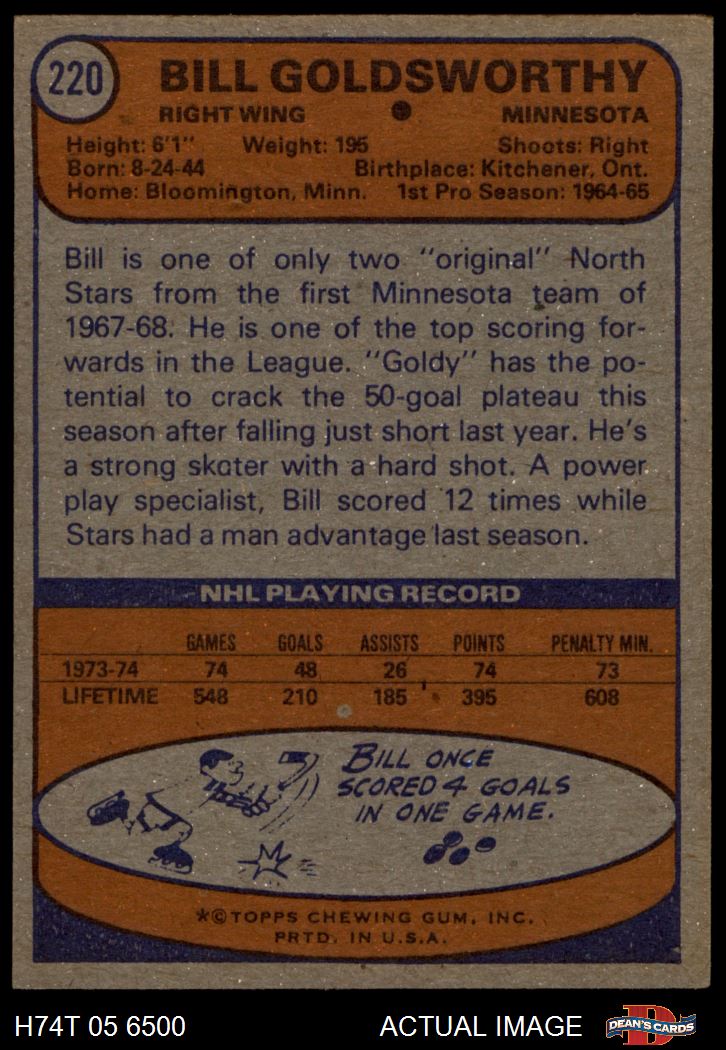 220
BILL GOLDSWORTHY
RIGHT WING • MINNESOTA
Height: 6'1" Weight: 195 Shoots: Right
Born: 8-24-44 Birthplace: Kitchener, Ont.
Home: Bloomington, Minn. 1st Pro Season: 1964-65
Bill is one of only two "original" North
Stars from the first Minnesota team of
1967-68. He is one of the top scoring for-
wards in the League. "Goldy" has the po-
tential to crack the 50-goal plateau this
season after falling just short last year. He's
a strong skater with a hard shot. A power
play specialist, Bill scored 12 times while
Stars had a man advantage last season.
NHL PLAYING RECORD
GAMES GOALS ASSISTS POINTS PENALTY MIN.
1973-74 74 48 26 74 73
LIFETIME 548 210 185 395 608
BILL ONCE
SCORED 4 GOALS
IN ONE GAME.
*© TOPPS CHEWING GUM, INC.
PRTD. IN U.S.A.
H74T 05 6500 ACTUAL IMAGE DEAN'S CARDS